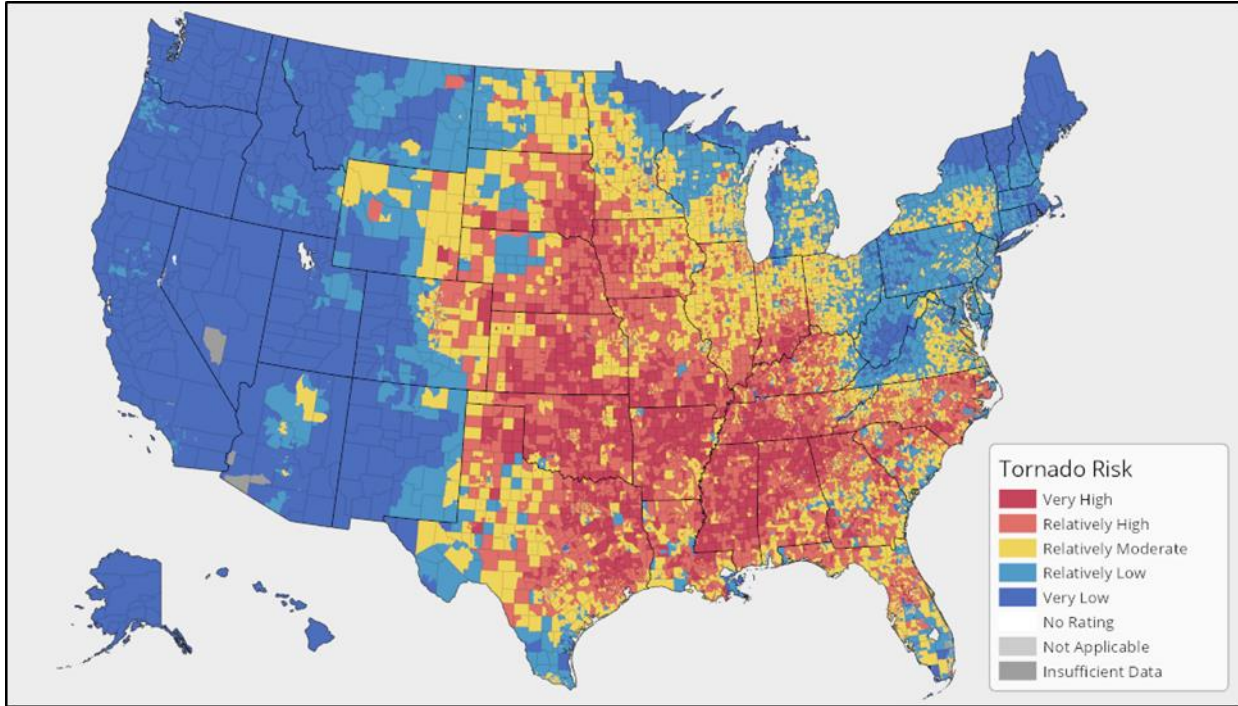 Tornado Risk
Very High
Relatively High
Relatively Moderate
Relatively Low
Very Low
No Rating
Not Applicable
Insufficient Data